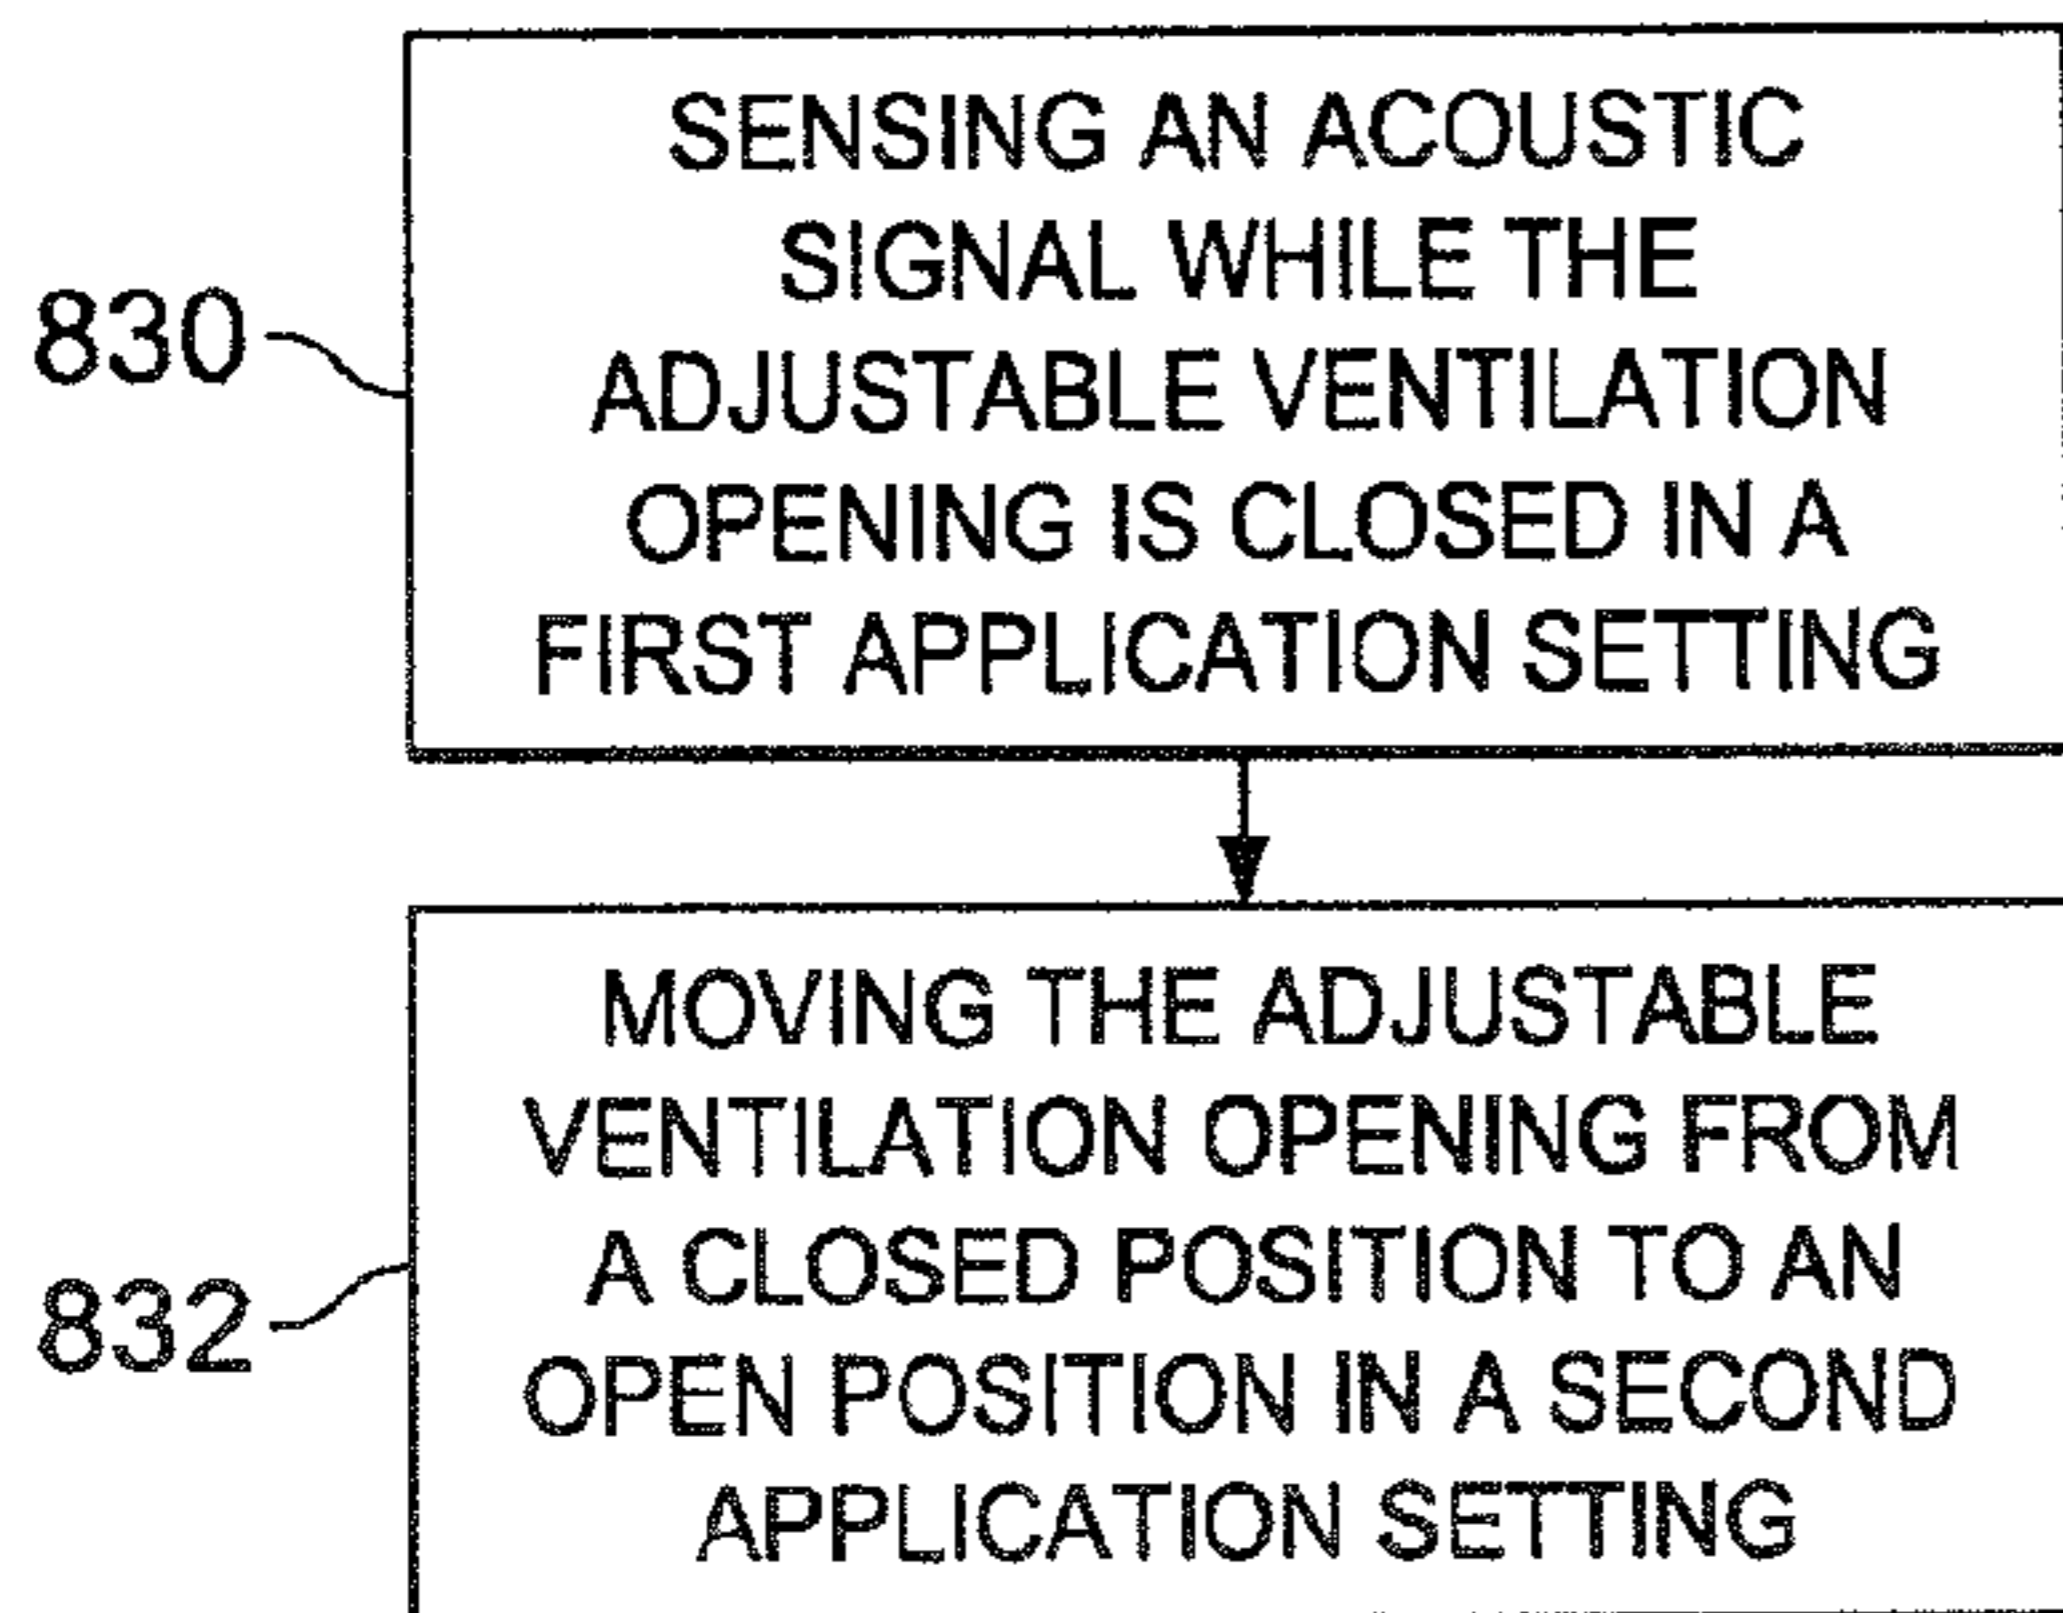 830
SENSING AN ACOUSTIC
SIGNAL WHILE THE
ADJUSTABLE VENTILATION
OPENING IS CLOSED IN A
FIRST APPLICATION SETTING
832
MOVING THE ADJUSTABLE
VENTILATION OPENING FROM
A CLOSED POSITION TO AN
OPEN POSITION IN A SECOND
APPLICATION SETTING